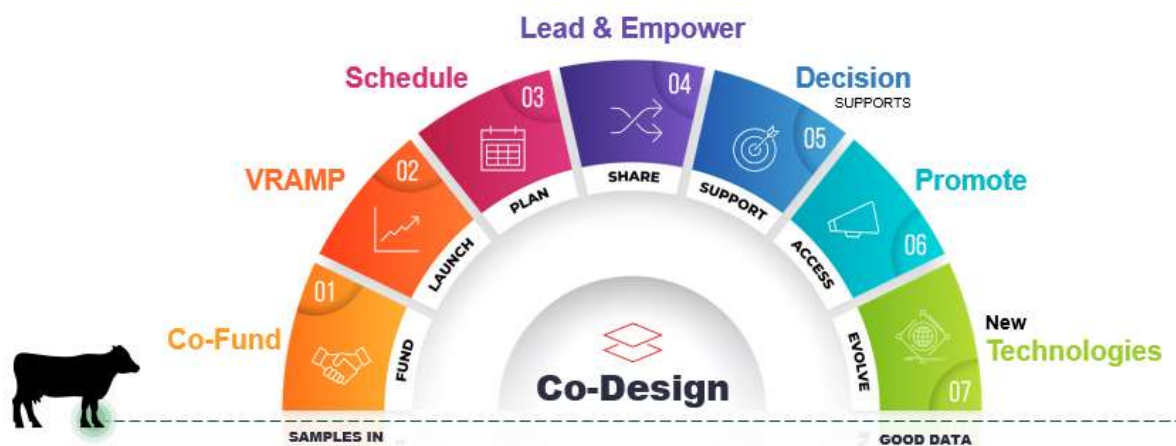 Lead & Empower
Schedule
Decision
SUPPORTS
VRAMP
Promote
Co-Fund
New
Technologies
01
02
03
04
05
06
07
FUND
LAUNCH
PLAN
SHARE
SUPPORT
ACCESS
EVOLVE
Co-Design
SAMPLES IN
GOOD DATA